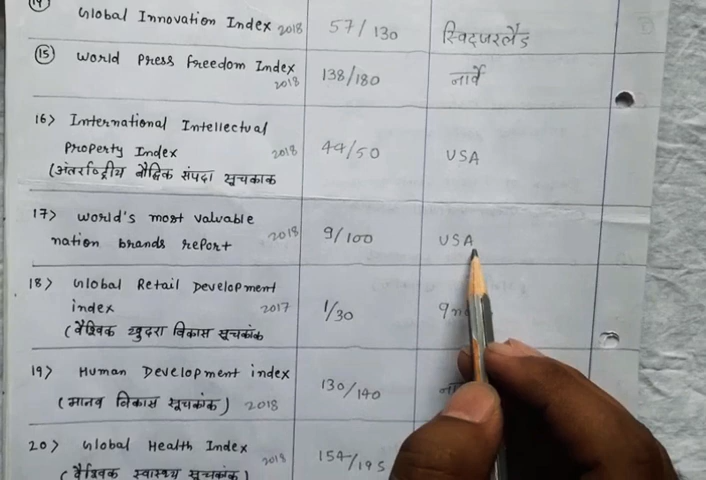 Global Innovation Index 2018 57/130 स्विट्जरलैंड
(15) World Press Freedom Index 2018 138/180 नार्वे
16) International Intellectual
Property Index 2018 44/50 USA
(अंतर्राष्ट्रीय बौद्धिक संपदा सूचकाक
17) World's most valuable
nation brands report 2018 9/100 USA
18) Global Retail Development
index 2017 1/30
(वैश्विक खुदरा विकास सूचकांक
19) Human Development index 130/140
(मानव विकास सूचकांक) 2018
20) Global Health Index 2018 154/195
(वैश्विक स्वास्थ्य सूचकांक)